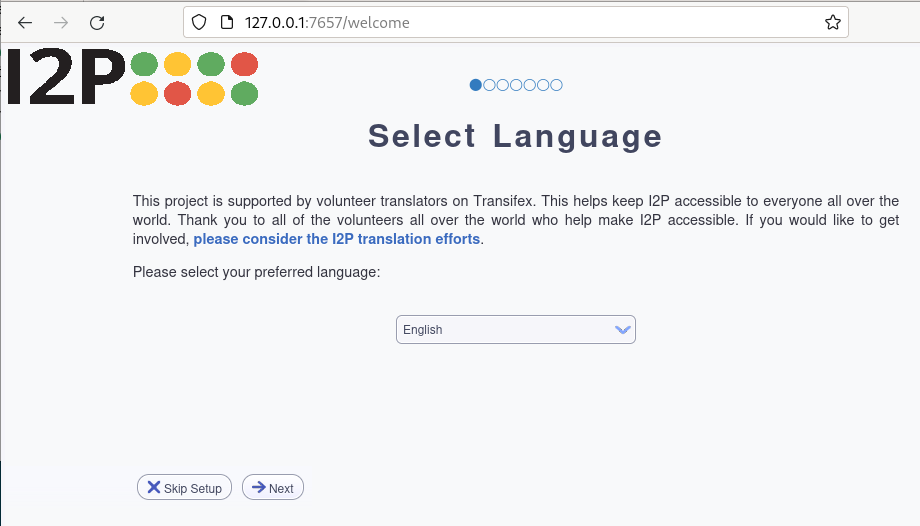 127.0.0.1:7657/welcome
I2P
Select Language
This project is supported by volunteer translators on Transifex. This helps keep I2P accessible to everyone all over the
world. Thank you to all of the volunteers all over the world who help make I2P accessible. If you would like to get
involved, please consider the I2P translation efforts.
Please select your preferred language:
English
Skip Setup
Next